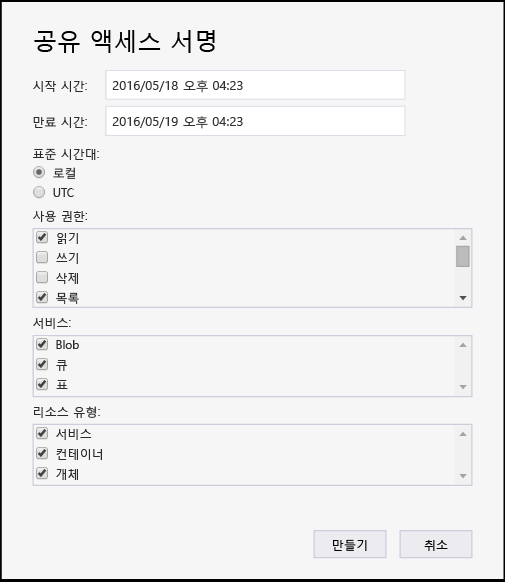 공유 액세스 서명
시작 시간: 2016/05/18 오후 04:23
만료 시간: 2016/05/19 오후 04:23
표준 시간대:
로컬
UTC
사용 권한:
읽기
쓰기
삭제
목록
서비스:
Blob
큐
표
리소스 유형:
서비스
컨테이너
개체
만들기 취소